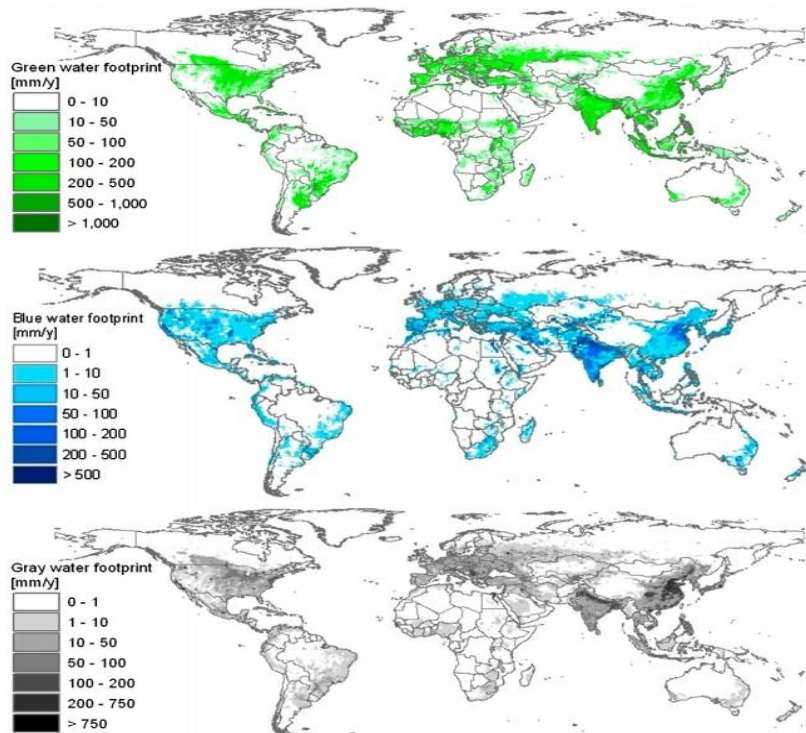 Green water footprint
[mm/y]
0 - 10
10 - 50
50 - 100
100 - 200
200 - 500
500 - 1,000
> 1,000
Blue water footprint
[mm/y]
0 - 1
1 - 10
10 - 50
50 - 100
100 - 200
200 - 500
>500
Gray water footprint
[mm/y]
0 - 1
1 - 10
10 - 50
50 - 100
100 - 200
200 - 750
> 750